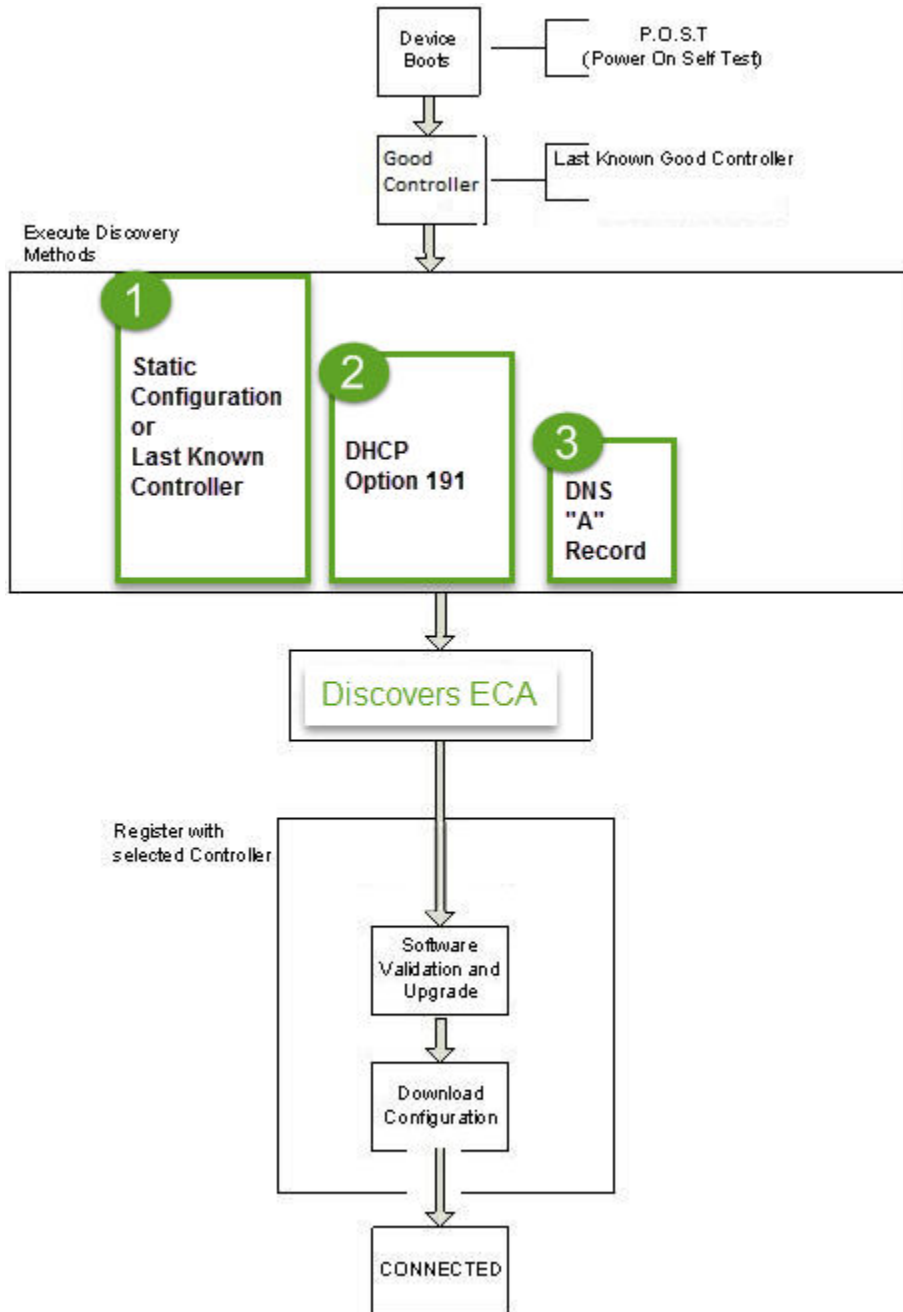 Device
Boots
P.O.S.T
(Power On Self Test)
Good
Controller
Last Known Good Controller
Execute Discovery
Methods
1
Static
Configuration
or
Last Known
Controller
2
DHCP
Option 191
3
DNS
"A"
Record
Discovers ECA
Register with
selected Controller
Software
Validation and
Upgrade
Download
Configuration
CONNECTED